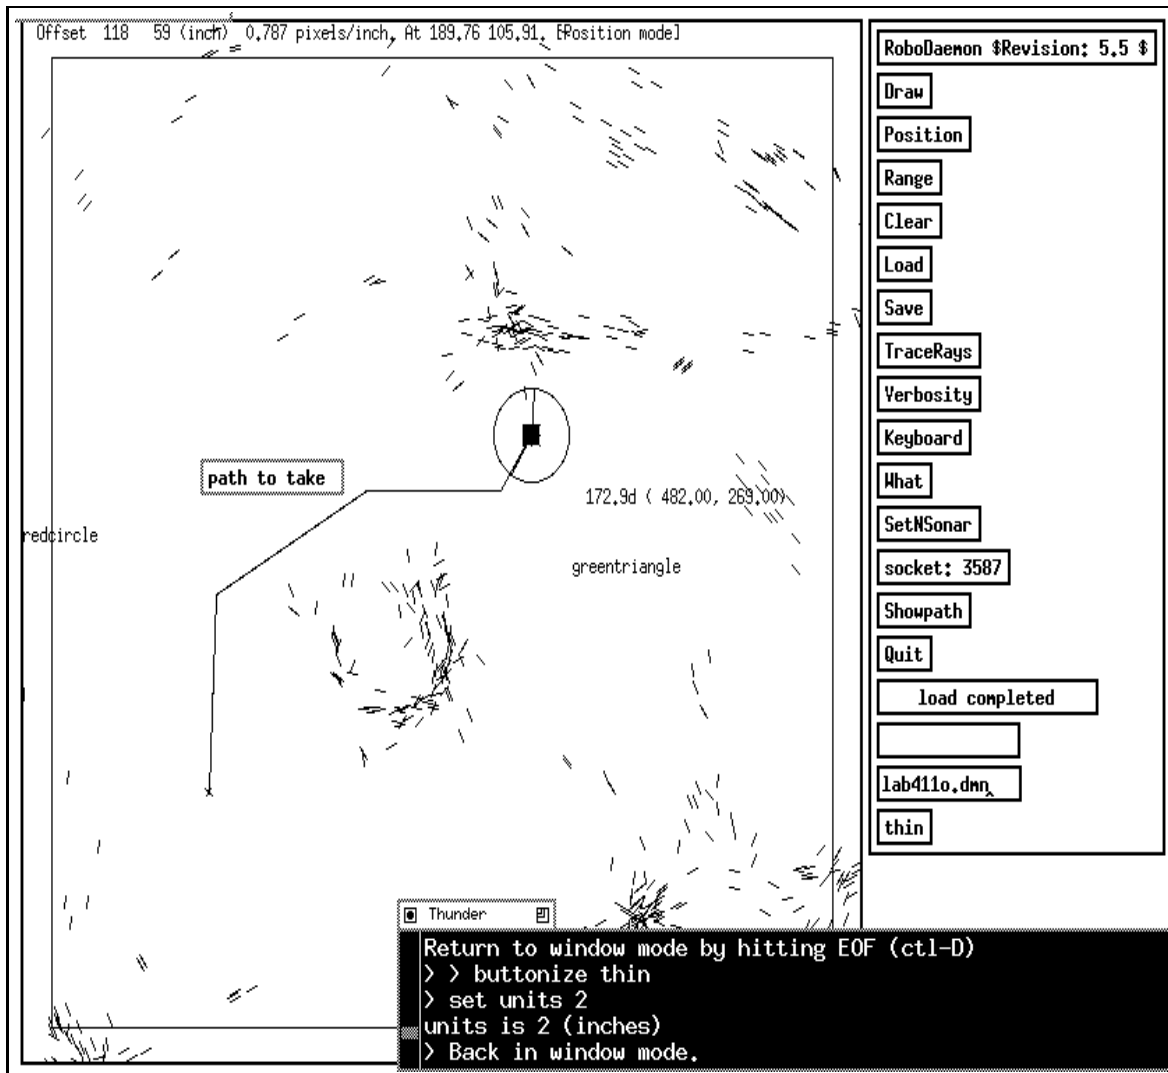 Offset 118 59 (inch) 0.787 pixels/inch, At 189.76 105.91. [Position mode]
RoboDaemon $Revision: 5.5 $
Draw
Position
Range
Clear
Load
Save
TraceRays
Verbosity
Keyboard
What
SetNSonar
socket: 3587
Showpath
Quit
load completed
lab411o.dmn^
thin
path to take
172.9d ( 482.00, 269.00)
redcircle
greentriangle
Thunder
Return to window mode by hitting EOF (ctl-D)
> > buttonize thin
> set units 2
units is 2 (inches)
> Back in window mode.